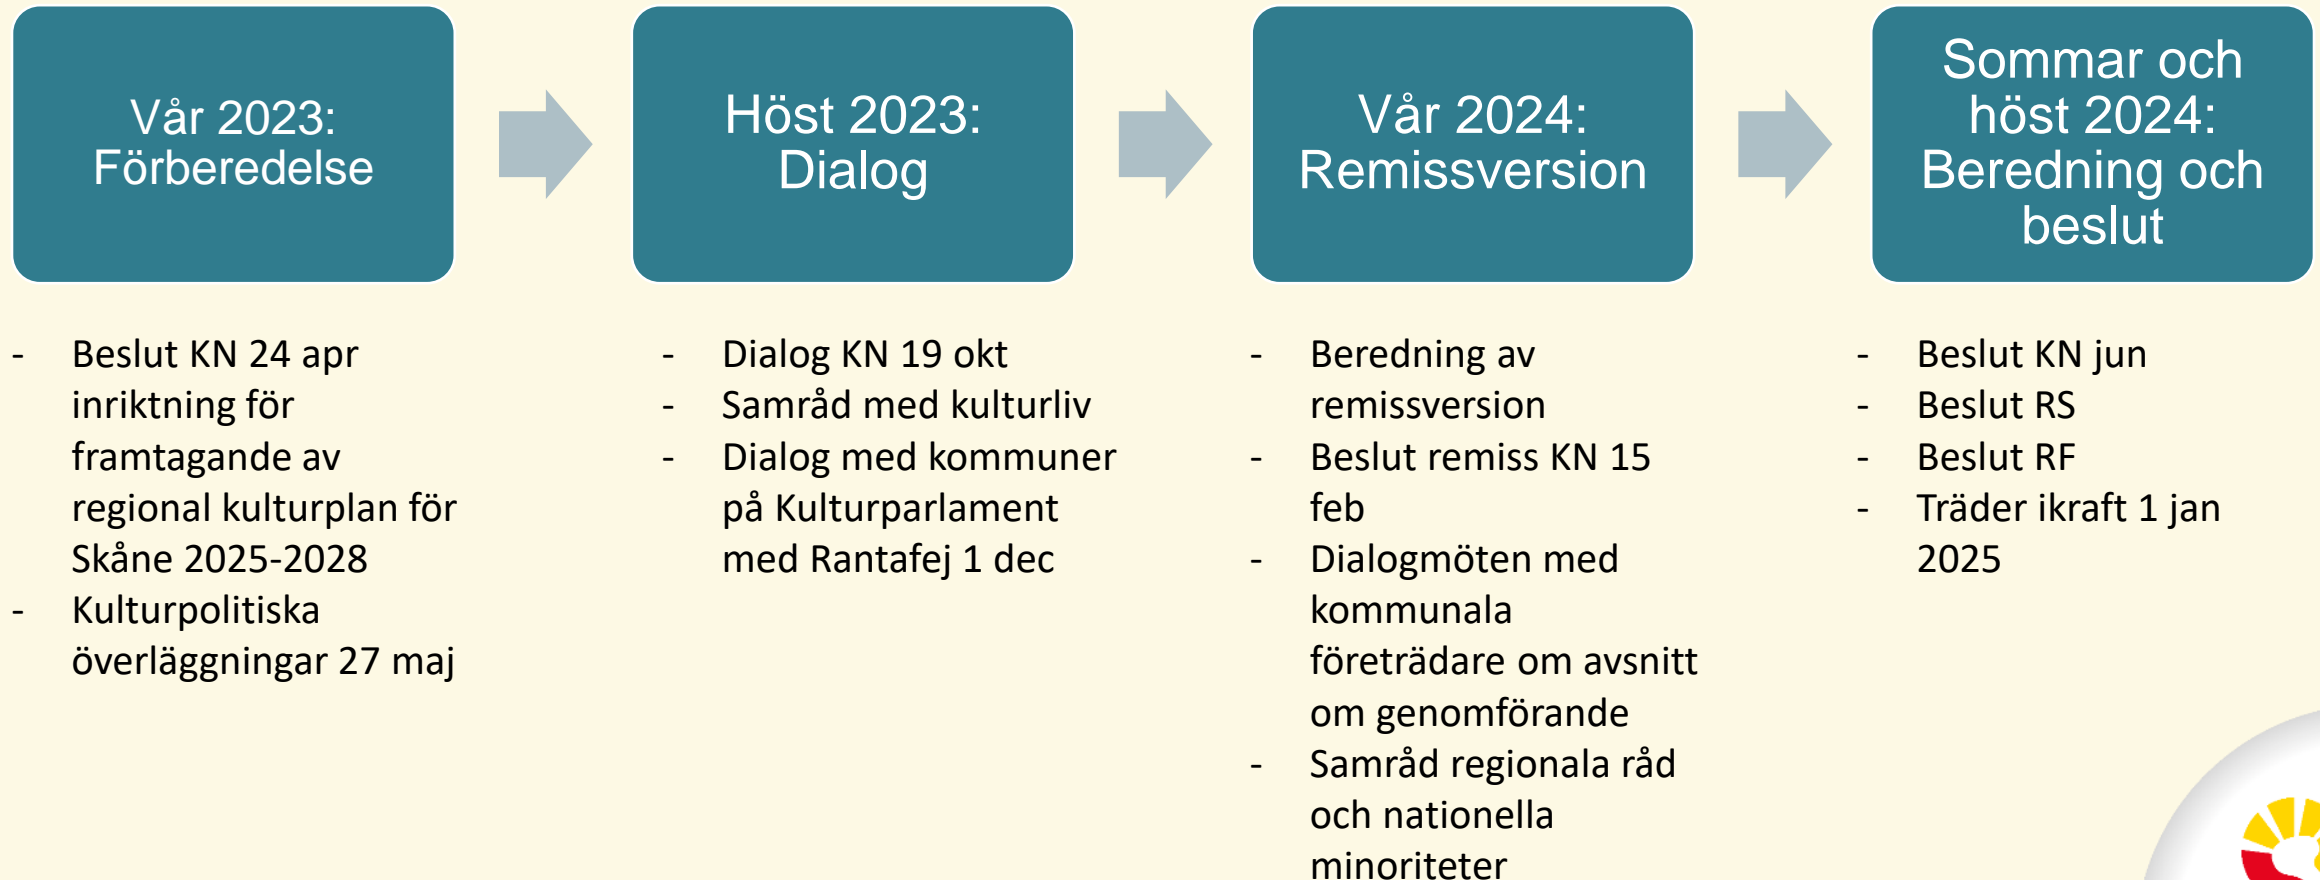 Vår 2023:
Förberedelse
Höst 2023:
Dialog
Vår 2024:
Remissversion
Sommar och
höst 2024:
Beredning och
beslut
- Beslut KN 24 apr
inriktning för
framtagande av
regional kulturplan för
Skåne 2025-2028
- Kulturpolitiska
överläggningar 27 maj
- Dialog KN 19 okt
- Samråd med kulturliv
- Dialog med kommuner
på Kulturparlament
med Rantafej 1 dec
- Beredning av
remissversion
- Beslut remiss KN 15
feb
- Dialogmöten med
kommunala
företrädare om avsnitt
om genomförande
- Samråd regionala råd
och nationella
minoriteter
- Beslut KN jun
- Beslut RS
- Beslut RF
- Träder ikraft 1 jan
2025